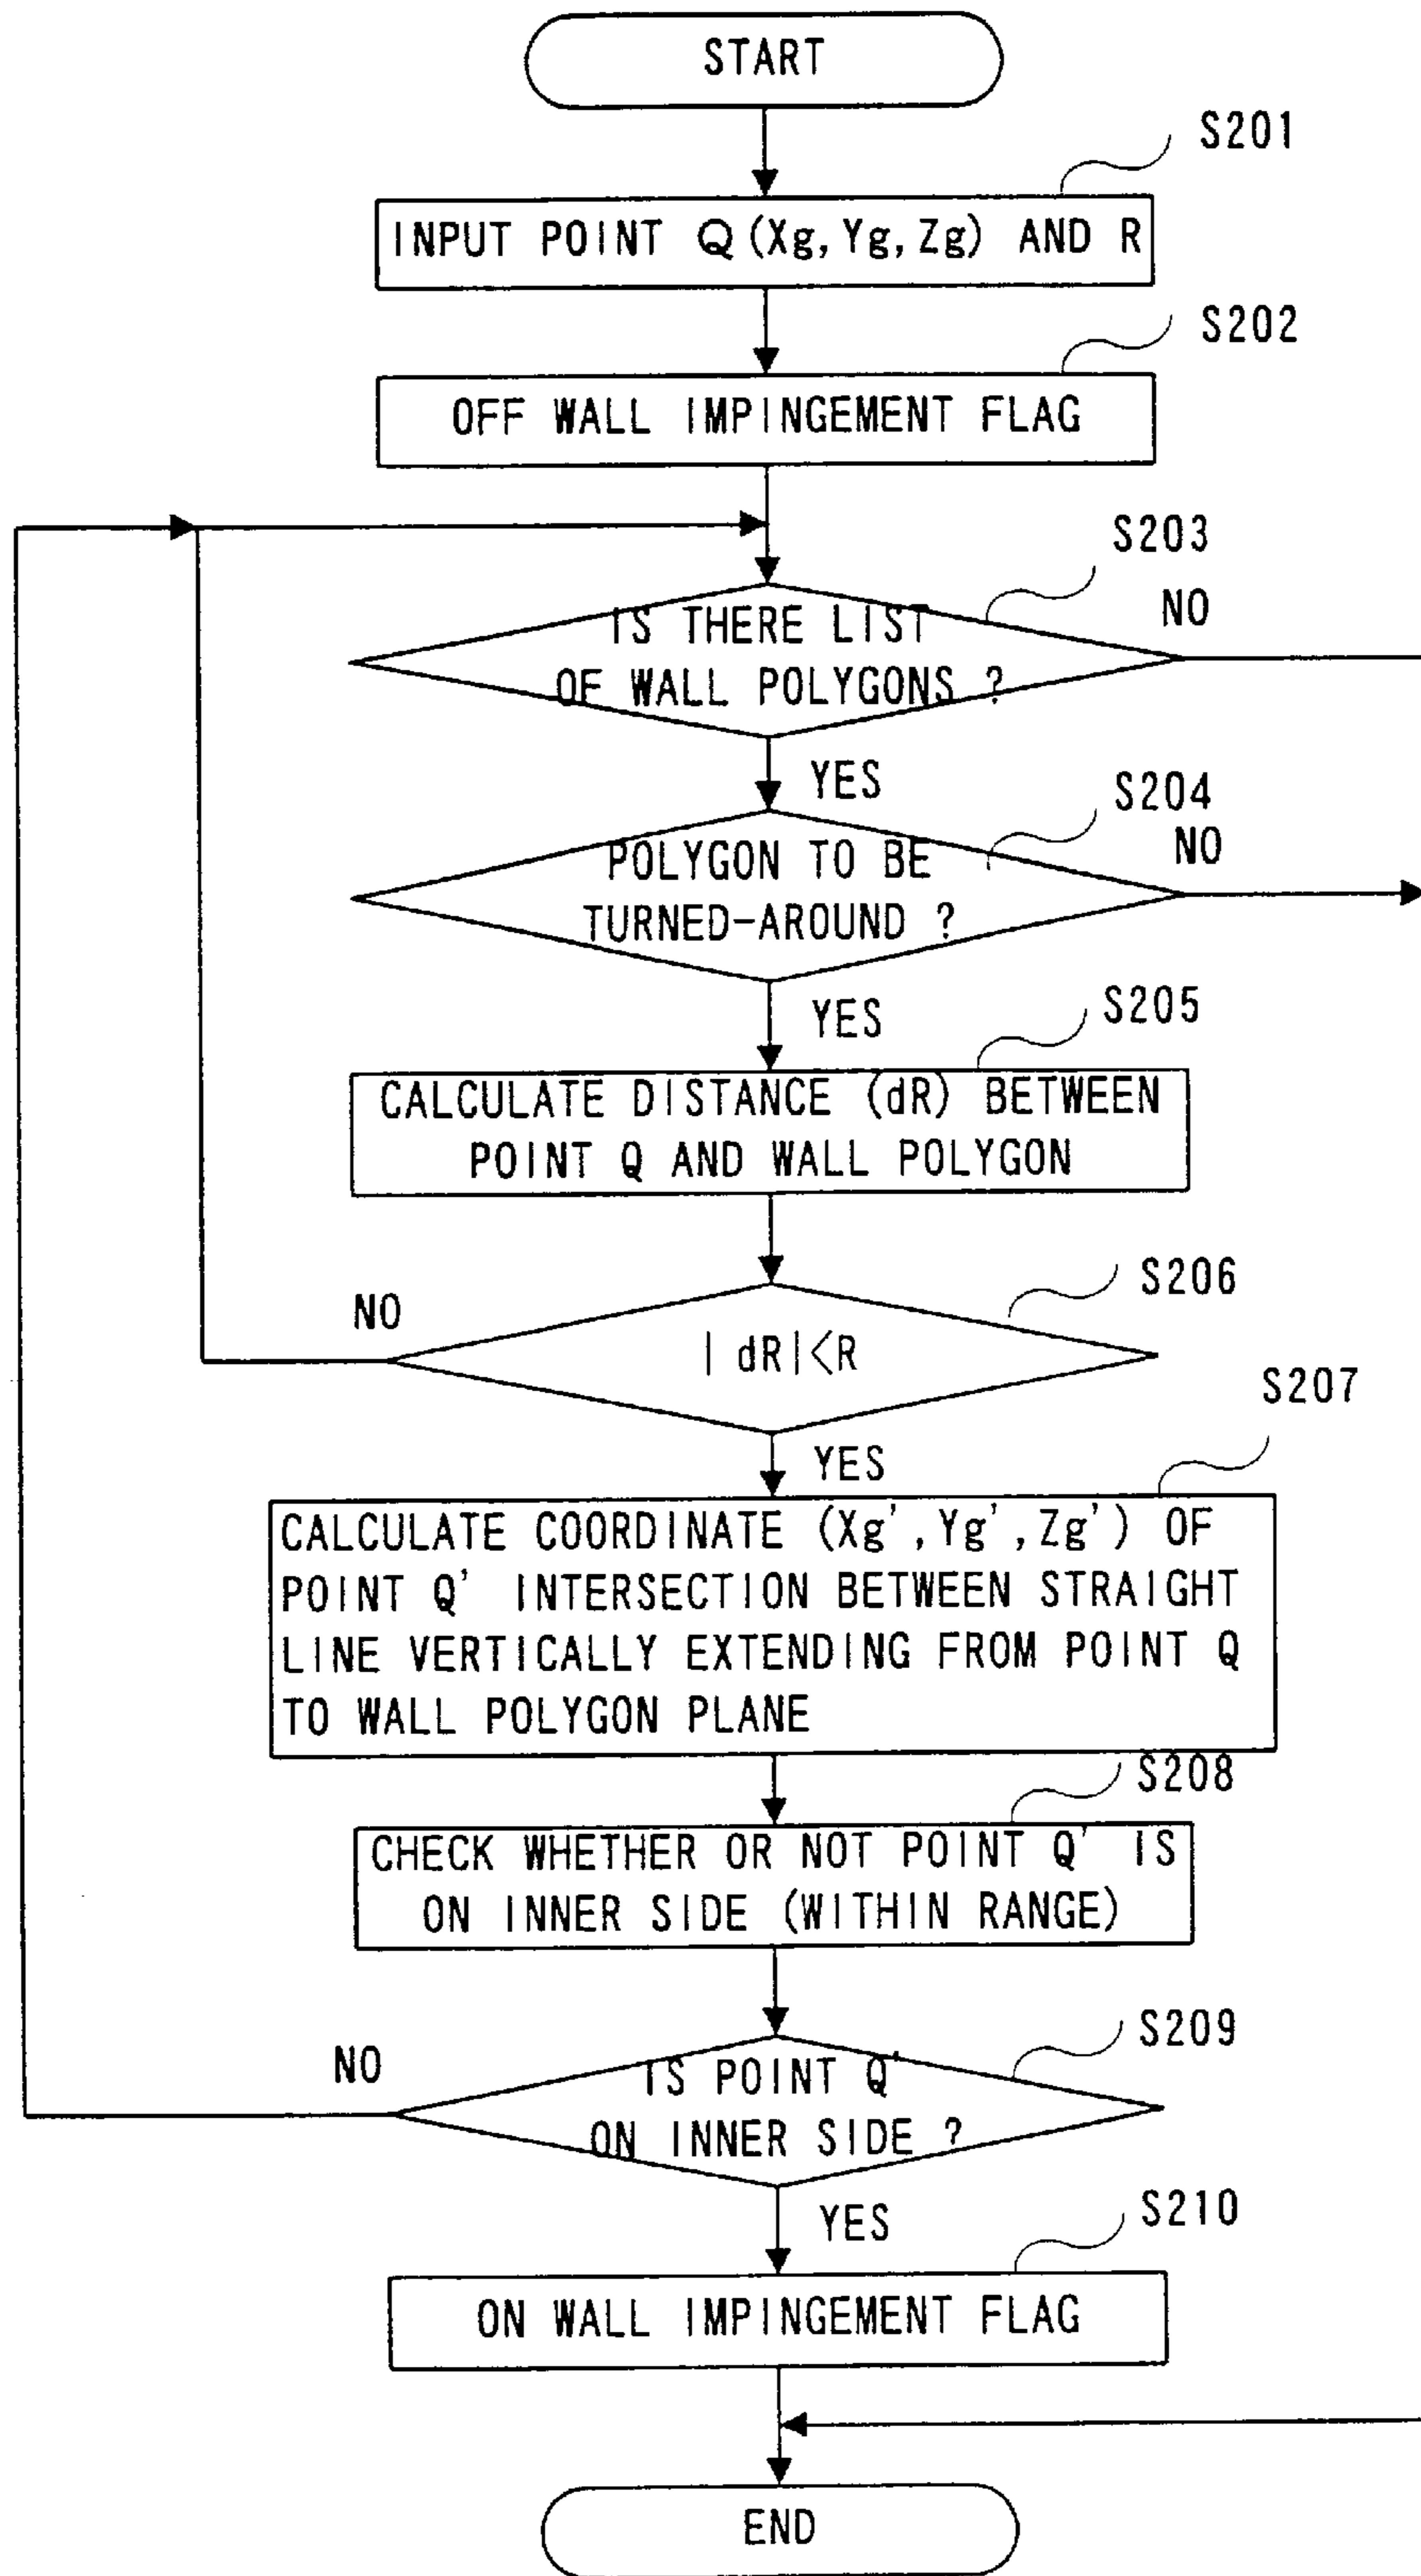 START
S201
INPUT POINT Q(Xg,Yg,Zg) AND R
S202
OFF WALL IMPINGEMENT FLAG
S203
NO
IS THERE LIST
OF WALL POLYGONS ?
YES
S204
NO
POLYGON TO BE
TURNED-AROUND ?
YES
S205
CALCULATE DISTANCE (dR) BETWEEN
POINT Q AND WALL POLYGON
S206
NO
|dR|<R
S207
YES
CALCULATE COORDINATE (Xg',Yg',Zg') OF
POINT Q' INTERSECTION BETWEEN STRAIGHT
LINE VERTICALLY EXTENDING FROM POINT Q
TO WALL POLYGON PLANE
S208
CHECK WHETHER OR NOT POINT Q' IS
ON INNER SIDE (WITHIN RANGE)
S209
NO
IS POINT Q'
ON INNER SIDE ?
YES
S210
ON WALL IMPINGEMENT FLAG
END